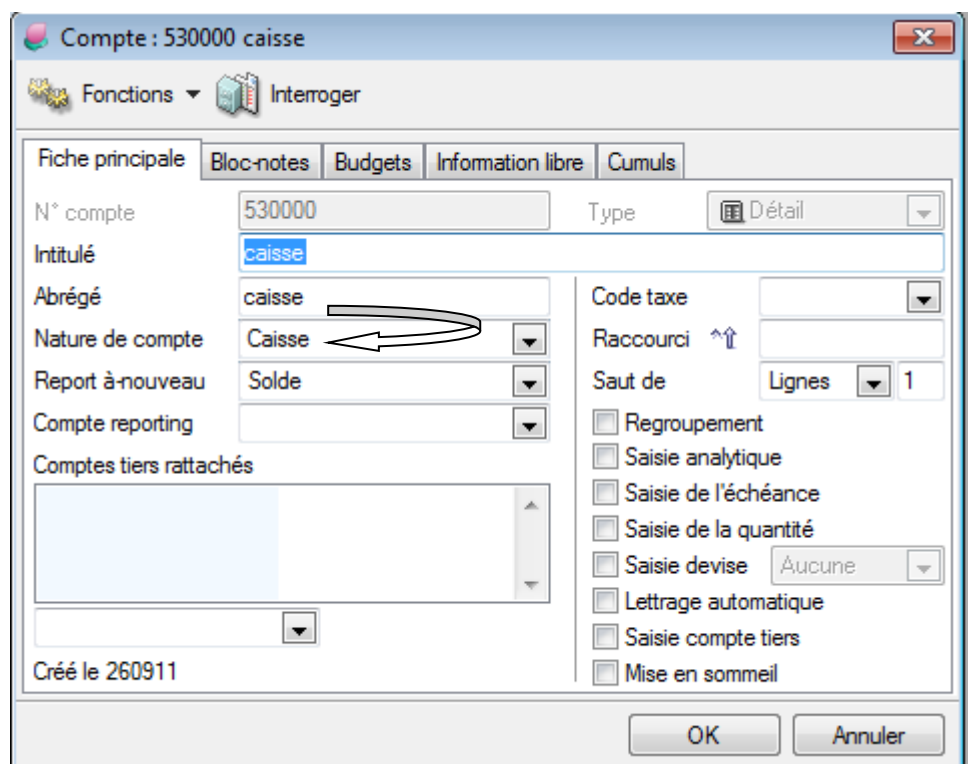 Compte : 530000 caisse
Fonctions Interroger
Fiche principale Bloc-notes Budgets Information libre Cumuls
N° compte 530000 Type Détail
Intitulé caisse
Abrégé caisse Code taxe
Nature de compte Caisse Raccourci ^⇧
Report à-nouveau Solde Saut de Lignes 1
Compte reporting Regroupement
Comptes tiers rattachés Saisie analytique
Saisie de l'échéance
Saisie de la quantité
Saisie devise Aucune
Lettrage automatique
Saisie compte tiers
Créé le 260911 Mise en sommeil
OK Annuler